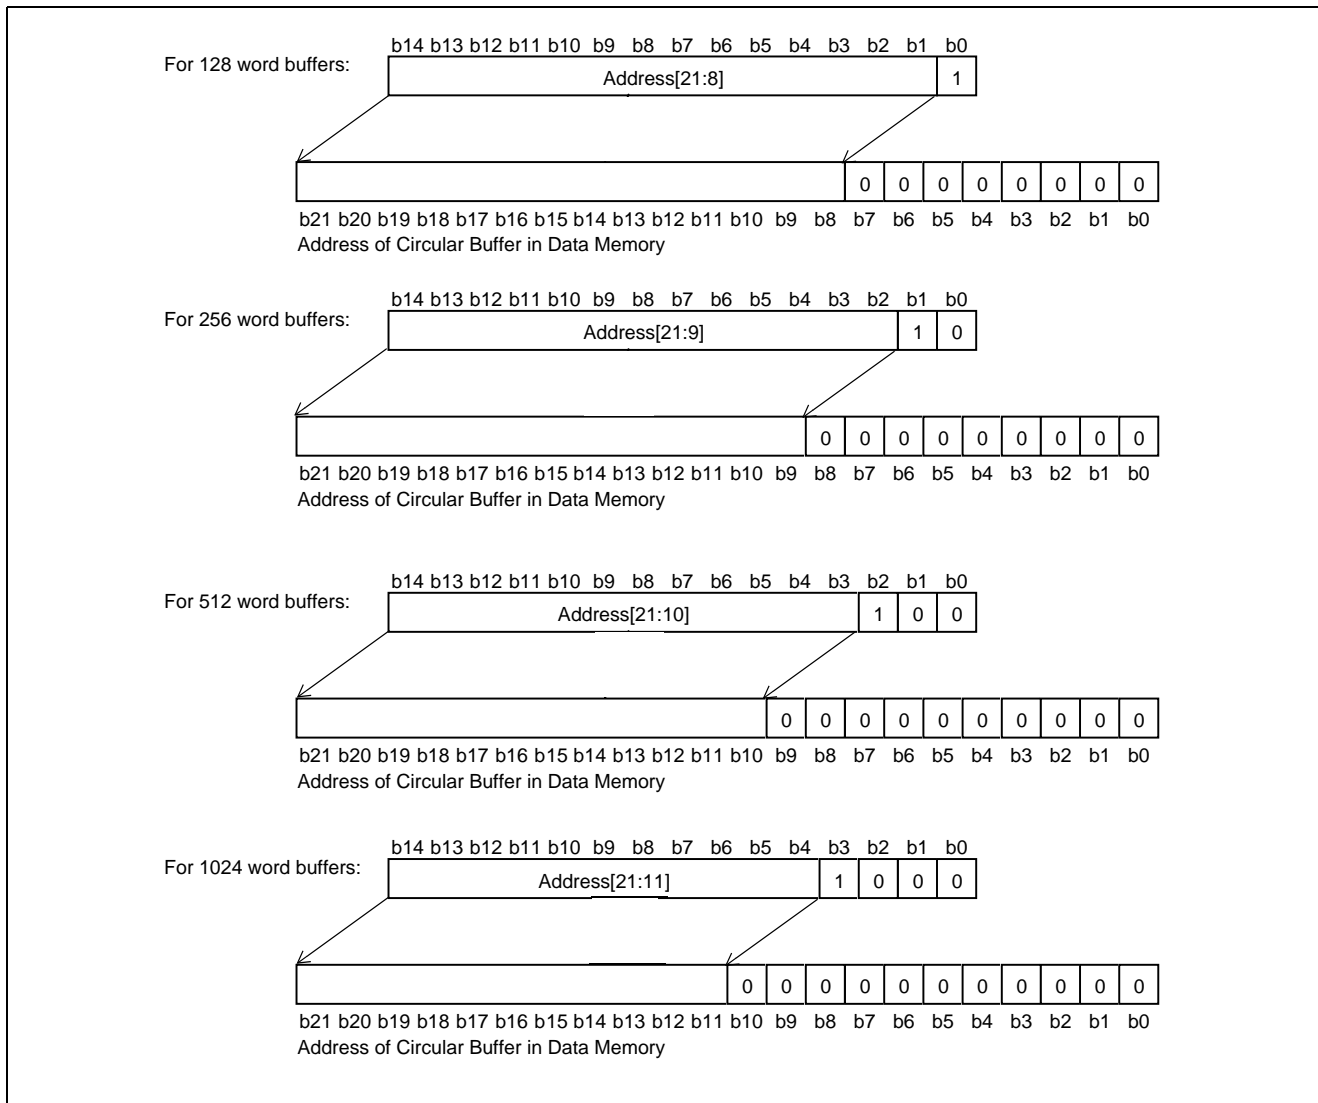 b14 b13 b12 b11 b10 b9 b8 b7 b6 b5 b4 b3 b2 b1 b0
For 128 word buffers:
Address[21:8] 1
0 0 0 0 0 0 0 0
b21 b20 b19 b18 b17 b16 b15 b14 b13 b12 b11 b10 b9 b8 b7 b6 b5 b4 b3 b2 b1 b0
Address of Circular Buffer in Data Memory
b14 b13 b12 b11 b10 b9 b8 b7 b6 b5 b4 b3 b2 b1 b0
For 256 word buffers:
Address[21:9] 1 0
0 0 0 0 0 0 0 0 0
b21 b20 b19 b18 b17 b16 b15 b14 b13 b12 b11 b10 b9 b8 b7 b6 b5 b4 b3 b2 b1 b0
Address of Circular Buffer in Data Memory
b14 b13 b12 b11 b10 b9 b8 b7 b6 b5 b4 b3 b2 b1 b0
For 512 word buffers:
Address[21:10] 1 0 0
0 0 0 0 0 0 0 0 0 0
b21 b20 b19 b18 b17 b16 b15 b14 b13 b12 b11 b10 b9 b8 b7 b6 b5 b4 b3 b2 b1 b0
Address of Circular Buffer in Data Memory
b14 b13 b12 b11 b10 b9 b8 b7 b6 b5 b4 b3 b2 b1 b0
For 1024 word buffers:
Address[21:11] 1 0 0 0
0 0 0 0 0 0 0 0 0 0 0
b21 b20 b19 b18 b17 b16 b15 b14 b13 b12 b11 b10 b9 b8 b7 b6 b5 b4 b3 b2 b1 b0
Address of Circular Buffer in Data Memory